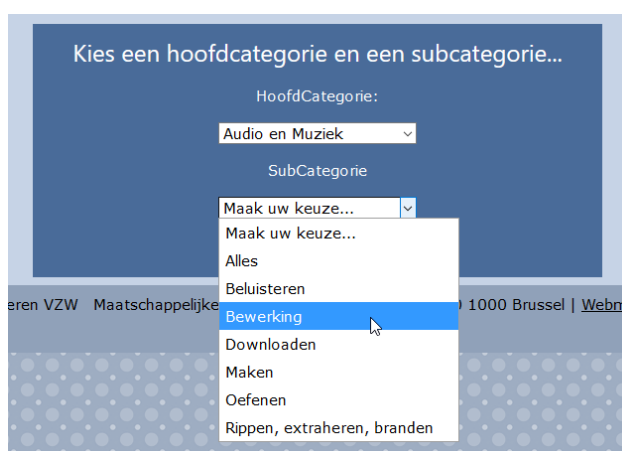 Kies een hoofdcategorie en een subcategorie...
HoofdCategorie:
Audio en Muziek
SubCategorie
Maak uw keuze...
Maak uw keuze...
Alles
Beluisteren
eren VZW Maatschappelijke 1000 Brussel | Webm
Bewerking
Downloaden
Maken
Oefenen
Rippen, extraheren, branden